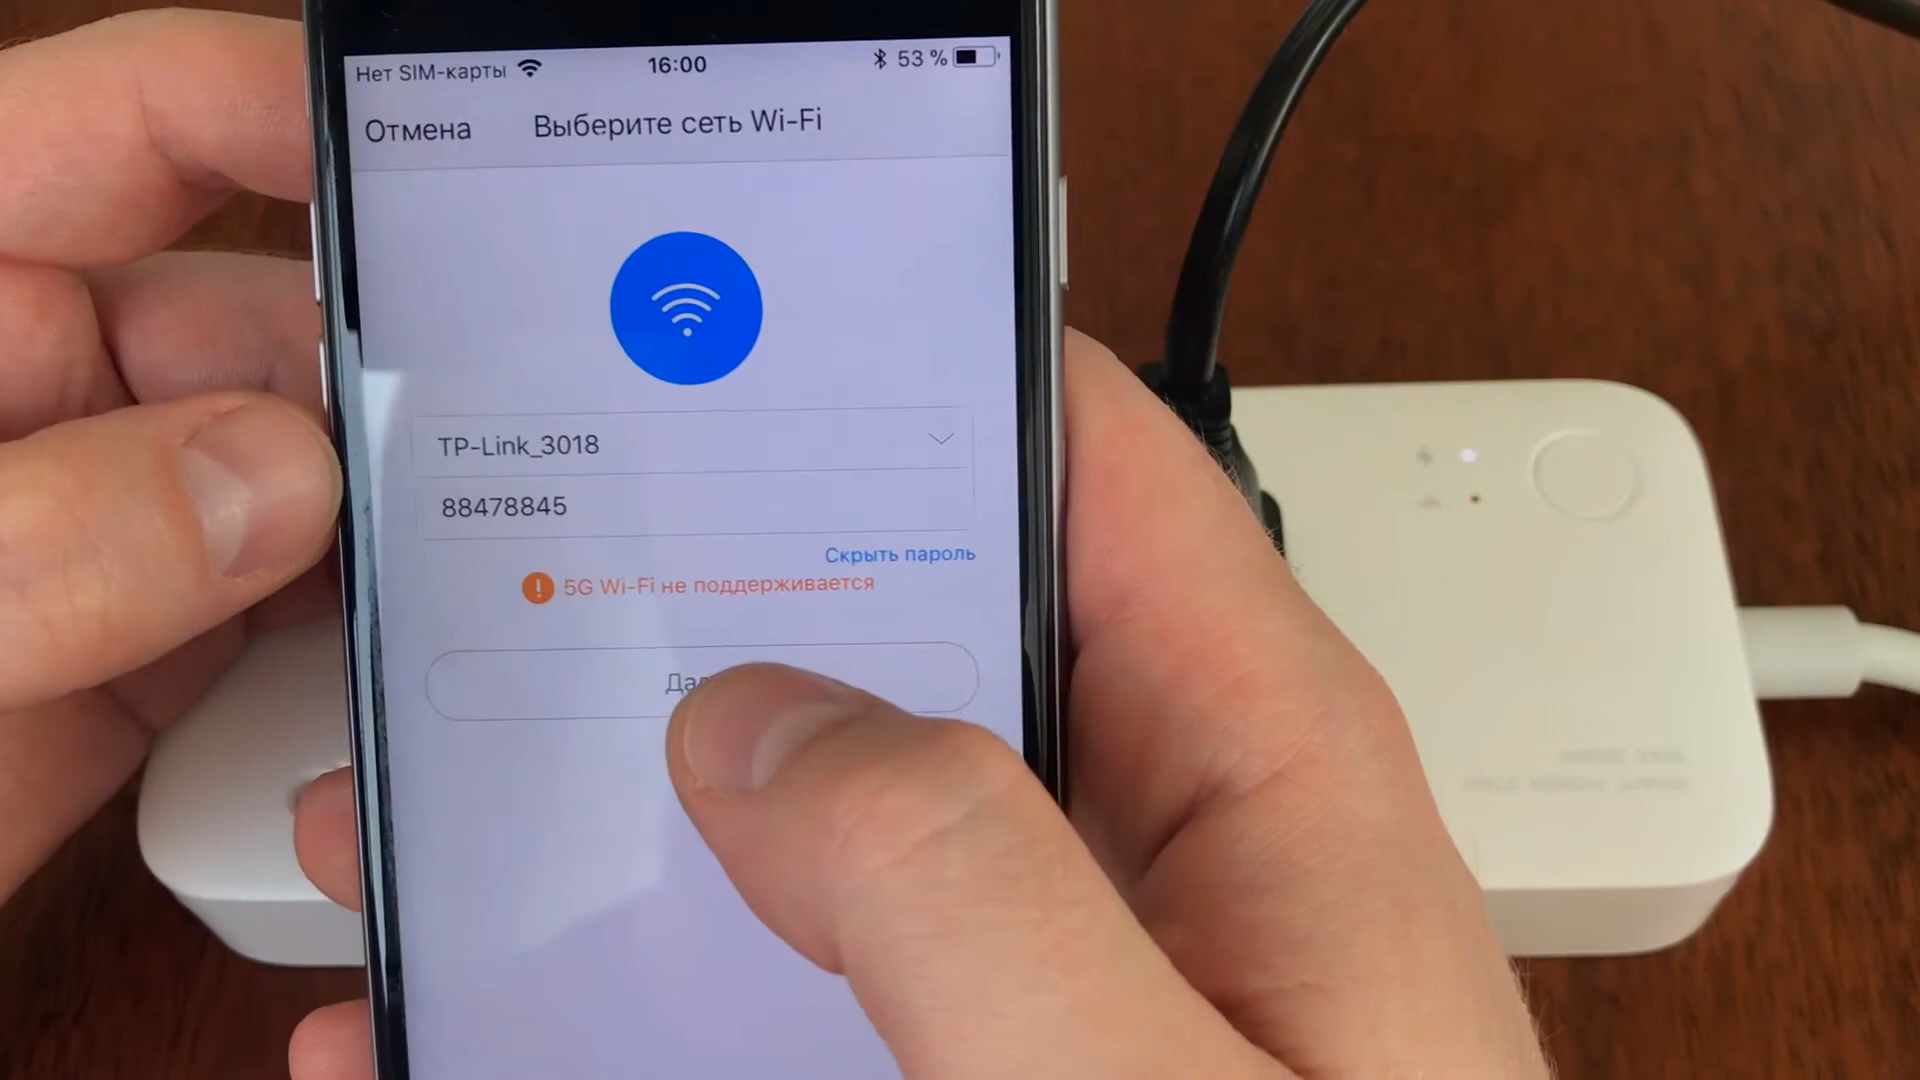 Нет SIM-карты 16:00 53 %
Отмена Выберите сеть Wi-Fi
TP-Link_3018
88478845
Скрыть пароль
5G Wi-Fi не поддерживается